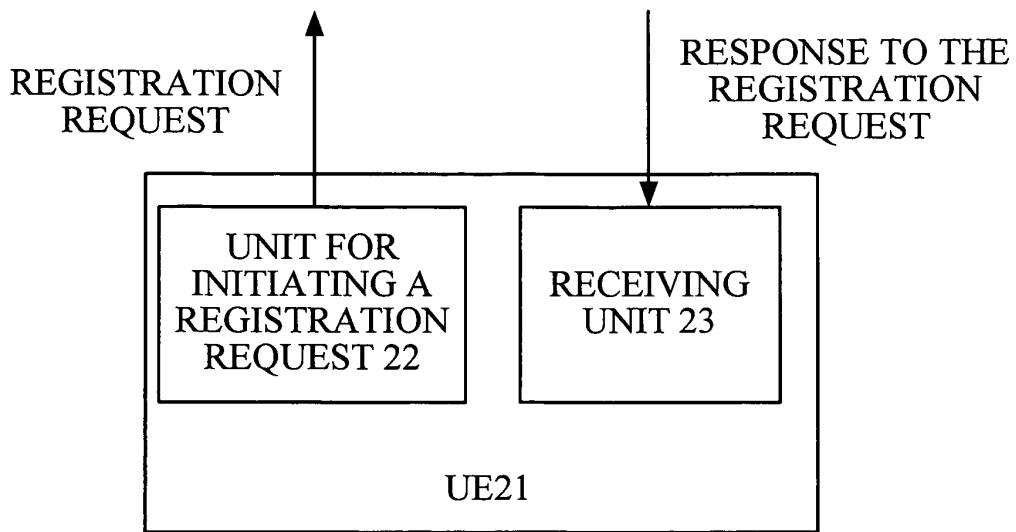 REGISTRATION
REQUEST
RESPONSE TO THE
REGISTRATION
REQUEST
UNIT FOR
INITIATING A
REGISTRATION
REQUEST 22
RECEIVING
UNIT 23
UE21